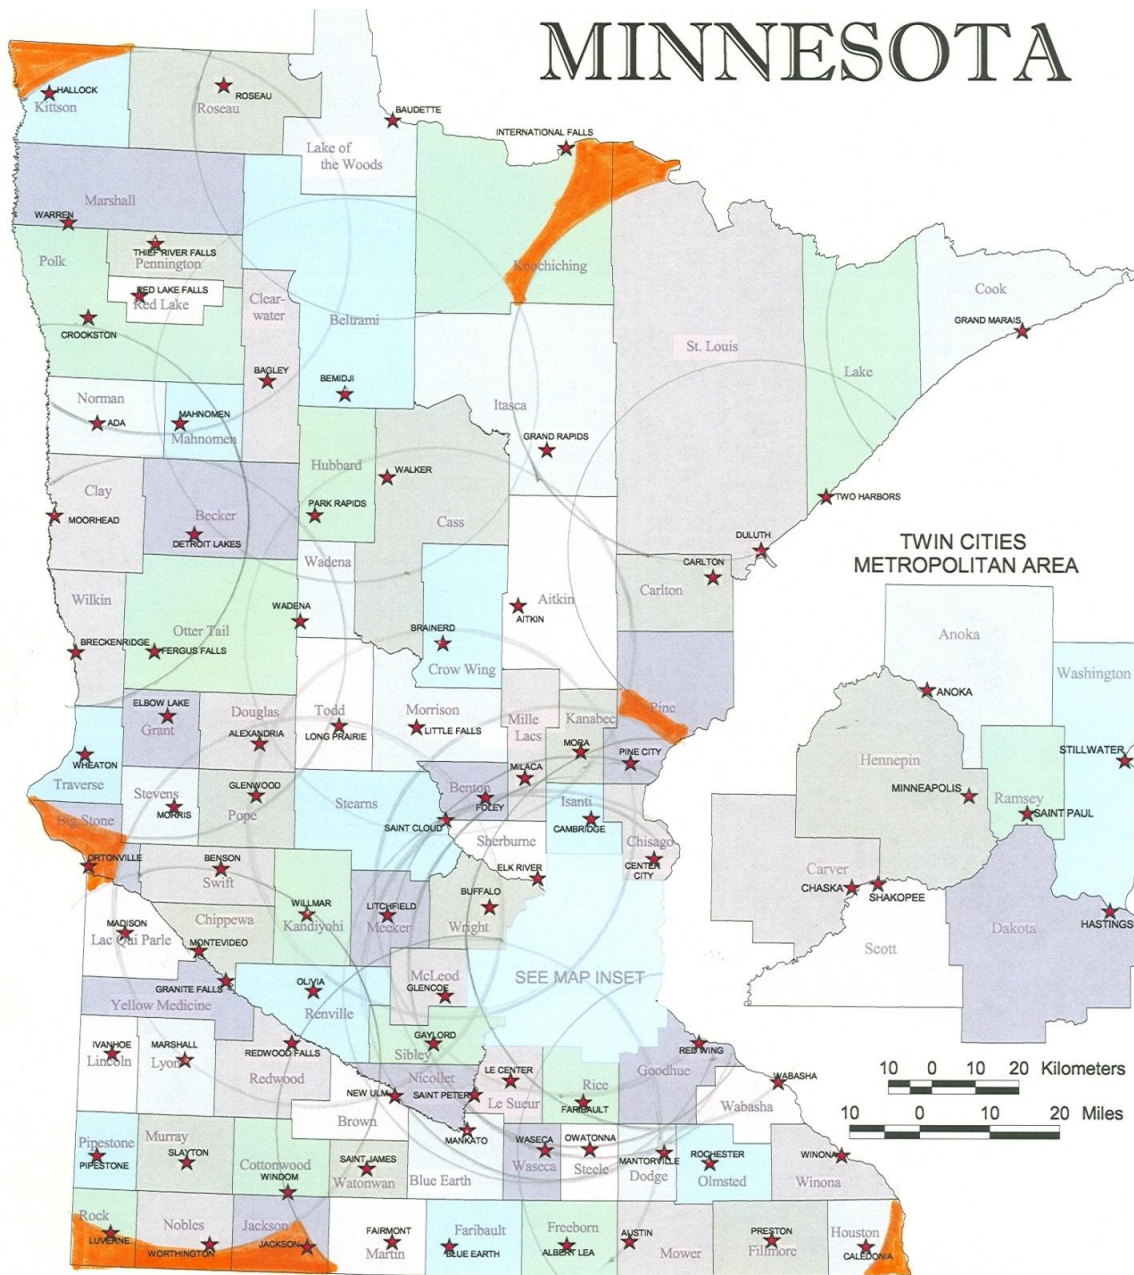 MINNESOTA
HALLOCK
Kittson
ROSEAU
Roseau
BAUDETTE
Lake of
the Woods
INTERNATIONAL FALLS
Koochiching
Marshall
WARREN
Polk
THIEF RIVER FALLS
Pennington
RED LAKE FALLS
Red Lake
CROOKSTON
Clear-
water
BAGLEY
Beltrami
BEMIDJI
St. Louis
Lake
Cook
GRAND MARAIS
Norman
ADA
MAHNOMEN
Mahnomen
Itasca
GRAND RAPIDS
Hubbard
PARK RAPIDS
WALKER
Cass
Clay
MOORHEAD
Becker
DETROIT LAKES
TWO HARBORS
DULUTH
CARLTON
Carlton
Wadena
WADENA
Wilkin
BRECKENRIDGE
Otter Tail
FERGUS FALLS
BRAINERD
Crow Wing
Aitkin
AITKIN
Pine
PINE CITY
ELBOW LAKE
Grant
Douglas
ALEXANDRIA
Todd
LONG PRAIRIE
Morrison
LITTLE FALLS
Mille
Lacs
MILACA
Kanabec
MORA
WHEATON
Traverse
Stevens
MORRIS
GLENWOOD
Pope
Stearns
SAINT CLOUD
Benton
FOLEY
Isanti
CAMBRIDGE
Sherburne
ELK RIVER
Chisago
CENTER
CITY
Big Stone
ORTONVILLE
BENSON
Swift
WILLMAR
Kandiyohi
LITCHFIELD
Meeker
BUFFALO
Wright
MADISON
Lac Qui Parle
Chippewa
MONTEVIDEO
GRANITE FALLS
Yellow Medicine
OLIVIA
Renville
McLeod
GLENCOE
SEE MAP INSET
GAYLORD
Sibley
IVANHOE
Lincoln
MARSHALL
Lyon
REDWOOD FALLS
Redwood
NEW ULM
Brown
Nicollet
SAINT PETER
LE CENTER
Le Sueur
Rice
FARIBAULT
Goodhue
RED WING
WABASHA
Wabasha
Pipestone
PIPESTONE
Murray
SLAYTON
Cottonwood
WINDOM
SAINT JAMES
Watonwan
MANKATO
Blue Earth
WASECA
Waseca
OWATONNA
Steele
MANTORVILLE
Dodge
ROCHESTER
Olmsted
WINONA
Winona
Rock
LUVERNE
Nobles
WORTHINGTON
Jackson
JACKSON
FAIRMONT
Martin
Faribault
BLUE EARTH
Freeborn
ALBERT LEA
AUSTIN
Mower
PRESTON
Fillmore
Houston
CALEDONIA
TWIN CITIES
METROPOLITAN AREA
Anoka
ANOKA
Washington
STILLWATER
Hennepin
MINNEAPOLIS
Ramsey
SAINT PAUL
Carver
CHASKA
SHAKOPEE
Scott
Dakota
HASTINGS
10 0 10 20 Kilometers
10 0 10 20 Miles